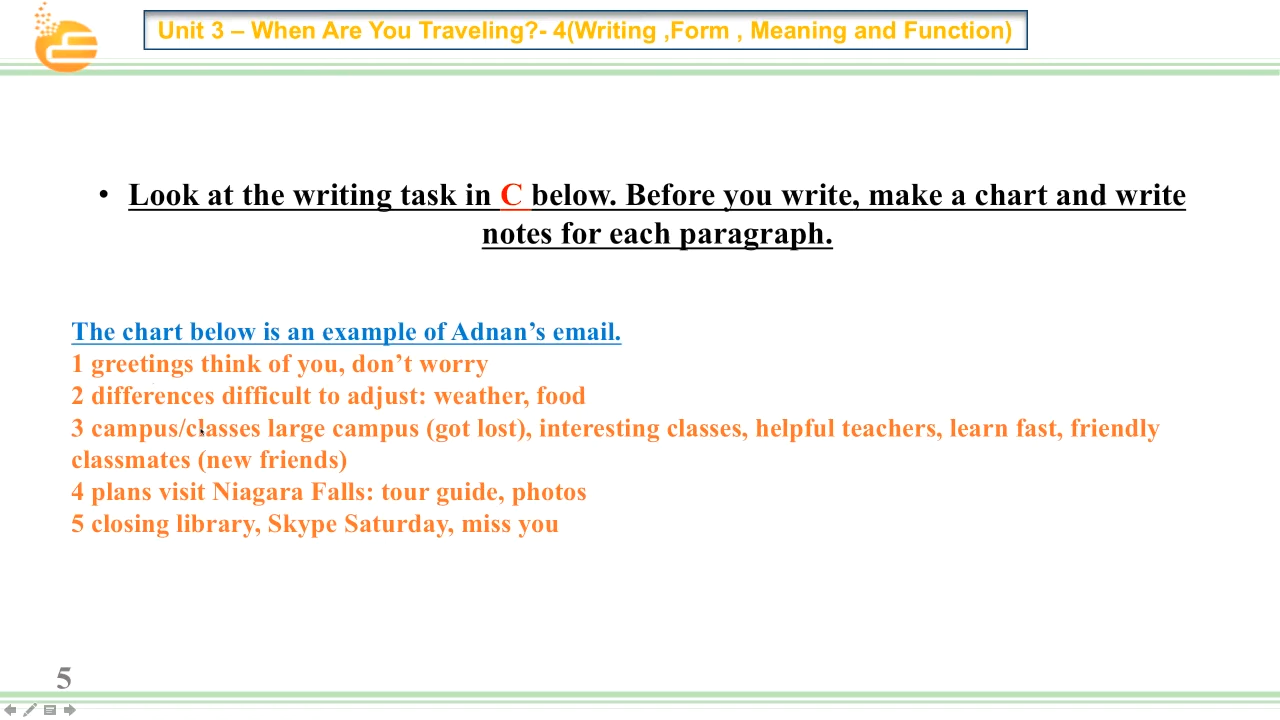 Unit 3 – When Are You Traveling?- 4(Writing ,Form , Meaning and Function)
• Look at the writing task in C below. Before you write, make a chart and write
notes for each paragraph.
The chart below is an example of Adnan’s email.
1 greetings think of you, don’t worry
2 differences difficult to adjust: weather, food
3 campus/classes large campus (got lost), interesting classes, helpful teachers, learn fast, friendly
classmates (new friends)
4 plans visit Niagara Falls: tour guide, photos
5 closing library, Skype Saturday, miss you
5